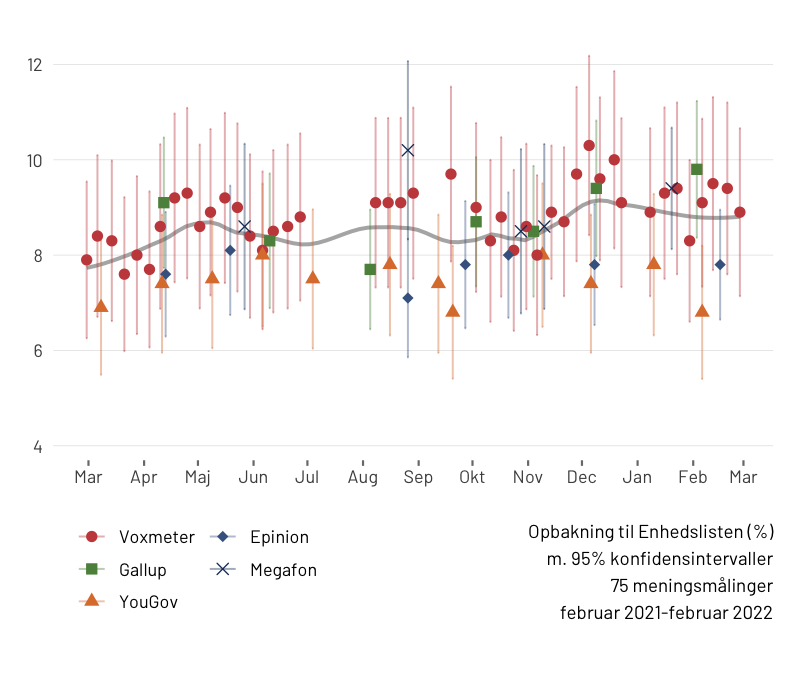 12
10
8
6
4
Mar Apr Maj Jun Jul Aug Sep Okt Nov Dec Jan Feb Mar
Voxmeter Epinion
Gallup Megafon
YouGov
Opbakning til Enhedslisten (%)
m. 95% konfidensintervaller
75 meningsmålinger
februar 2021-februar 2022